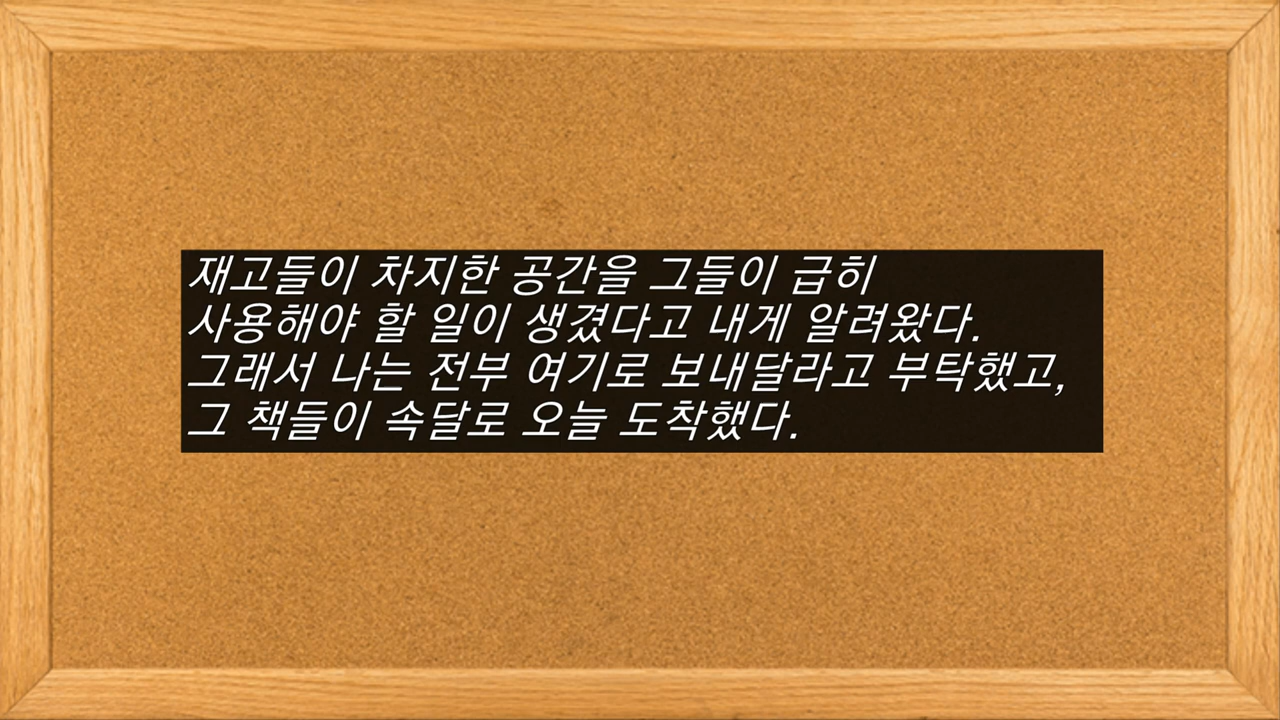 재고들이 차지한 공간을 그들이 급히
사용해야 할 일이 생겼다고 내게 알려왔다.
그래서 나는 전부 여기로 보내달라고 부탁했고,
그 책들이 속달로 오늘 도착했다.